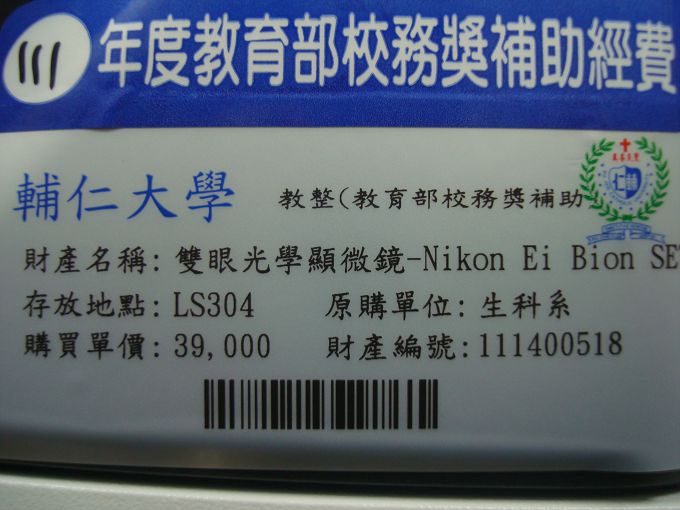 111 年度教育部校務獎補助經費
輔仁大學 教整(教育部校務獎補助
財產名稱: 雙眼光學顯微鏡-Nikon Ei Bion SE
存放地點: LS304 原購單位: 生科系
購買單價: 39,000 財產編號: 111400518